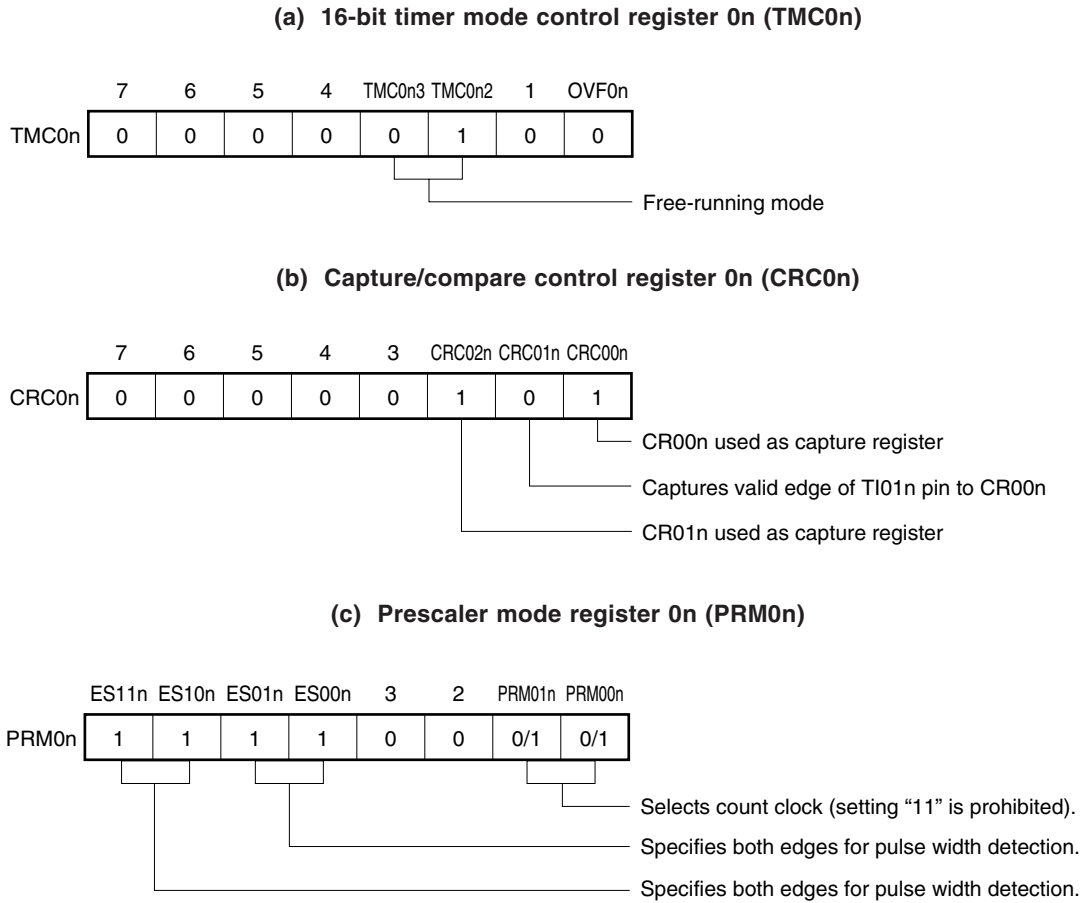 (a) 16-bit timer mode control register 0n (TMC0n)
7 6 5 4 TMC0n3 TMC0n2 1 OVF0n
TMC0n 0 0 0 0 0 1 0 0
Free-running mode
(b) Capture/compare control register 0n (CRC0n)
7 6 5 4 3 CRC02n CRC01n CRC00n
CRC0n 0 0 0 0 0 1 0 1
CR00n used as capture register
Captures valid edge of TI01n pin to CR00n
CR01n used as capture register
(c) Prescaler mode register 0n (PRM0n)
ES11n ES10n ES01n ES00n 3 2 PRM01n PRM00n
PRM0n 1 1 1 1 0 0 0/1 0/1
Selects count clock (setting “11” is prohibited).
Specifies both edges for pulse width detection.
Specifies both edges for pulse width detection.